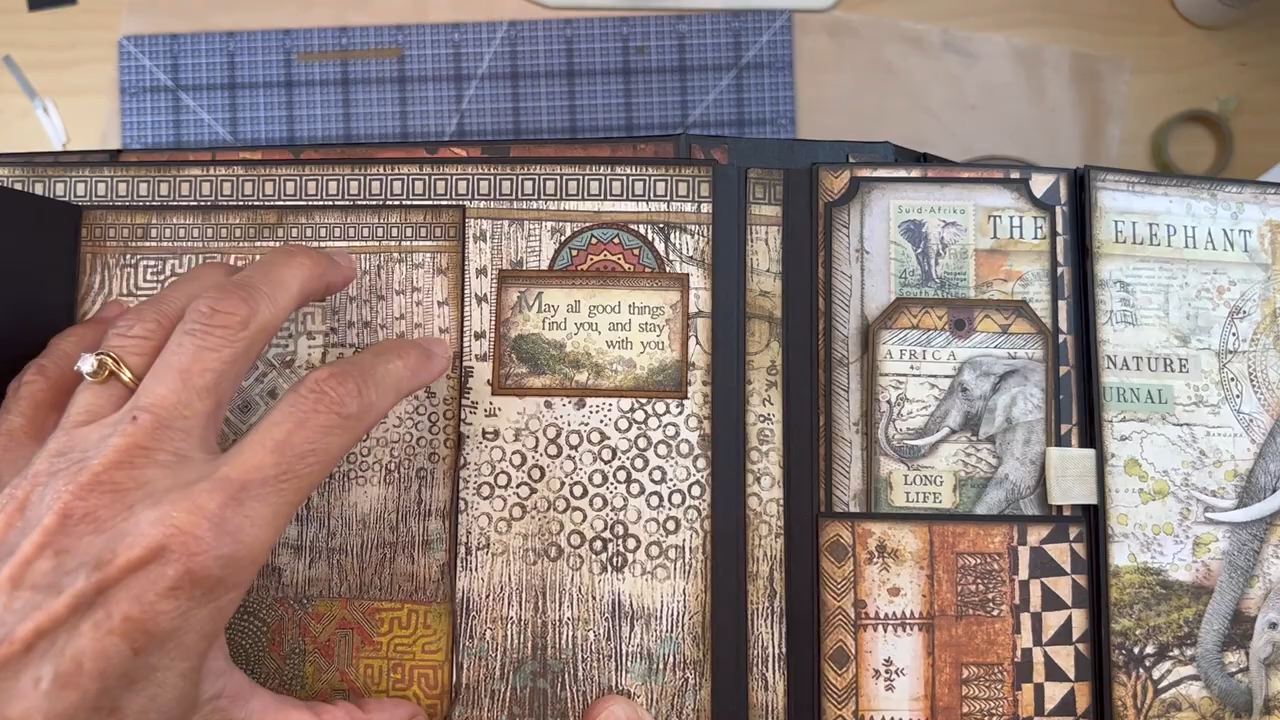 May all good things
find you, and stay
with you
Suid-Afrika
4d
South Africa
THE
AFRICA
LONG
LIFE
ELEPHANT
NATURE
URNAL